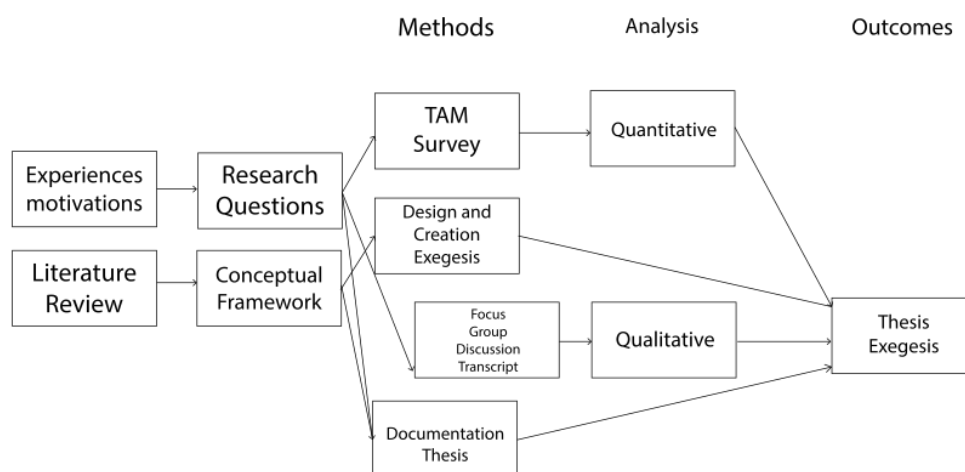 Methods
Analysis
Outcomes
Experiences
motivations
Literature
Review
Research
Questions
Conceptual
Framework
TAM
Survey
Design and
Creation
Exegesis
Focus
Group
Discussion
Transcript
Documentation
Thesis
Quantitative
Qualitative
Thesis
Exegesis